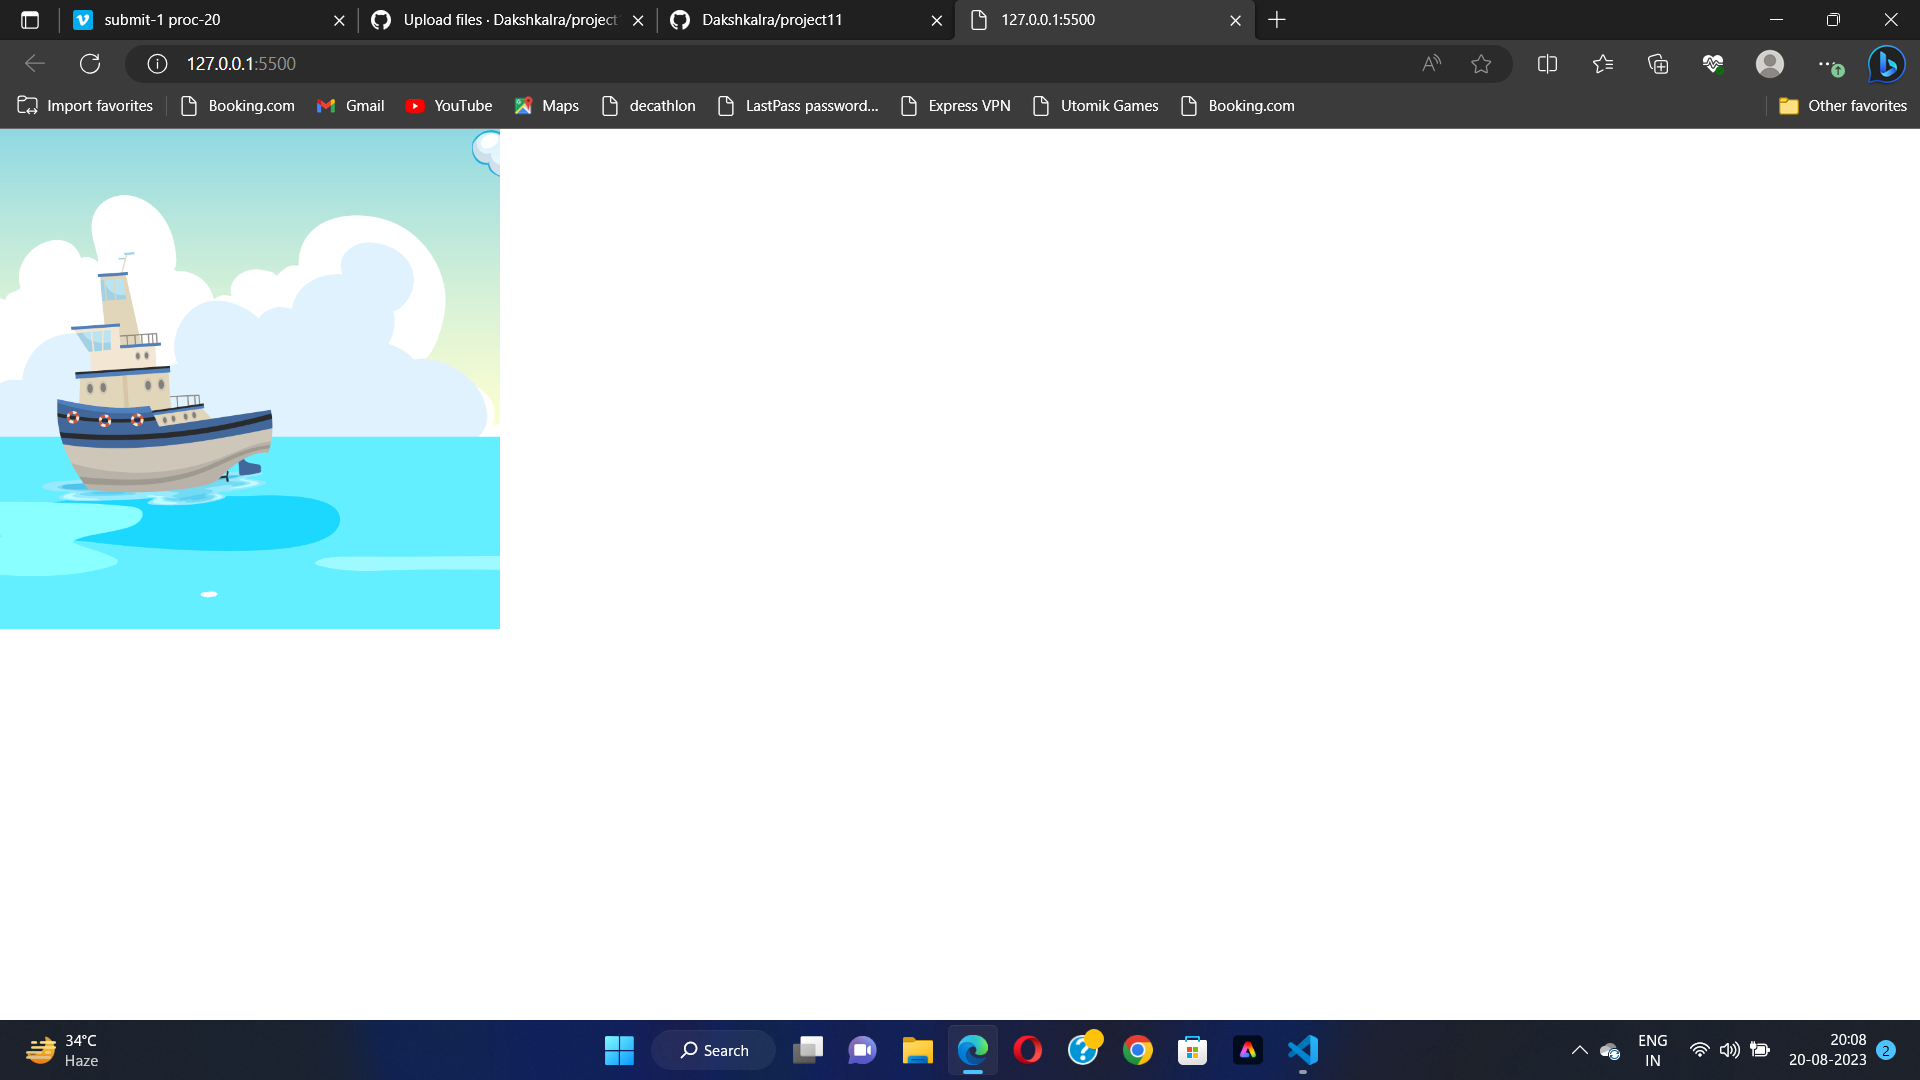 submit-1 proc-20
Upload files · Dakshkalra/project
Dakshkalra/project11
127.0.0.1:5500
127.0.0.1:5500
Import favorites
Booking.com
Gmail
YouTube
Maps
decathlon
LastPass password...
Express VPN
Utomik Games
Booking.com
Other favorites
34°C
Haze
Search
ENG
IN
20:08
20-08-2023
2